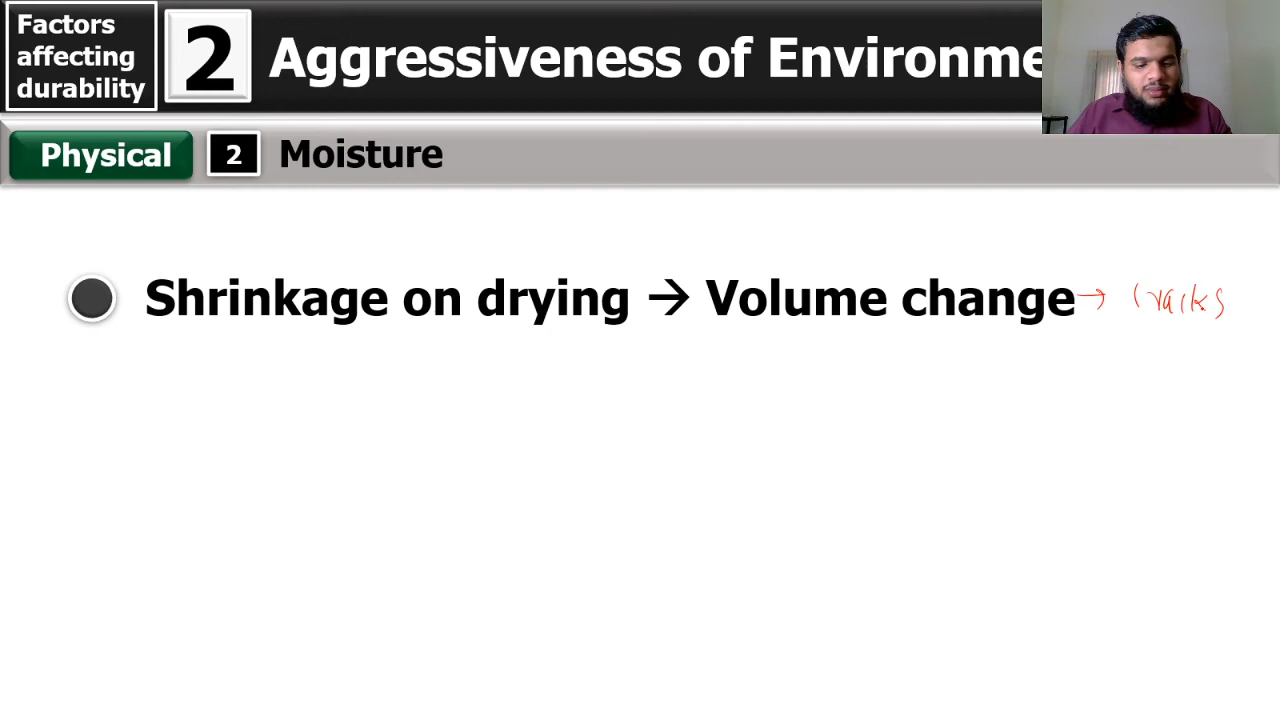 Factors
affecting
durability
2 Aggressiveness of Environme
Physical 2 Moisture
Shrinkage on drying → Volume change → cracks